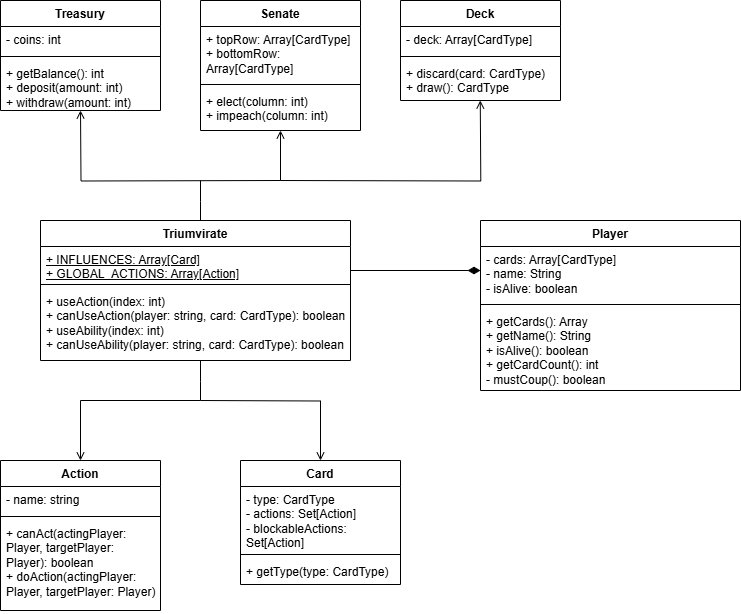 Treasury
- coins: int
+ getBalance(): int
+ deposit(amount: int)
+ withdraw(amount: int)
Senate
+ topRow: Array[CardType]
+ bottomRow:
Array[CardType]
+ elect(column: int)
+ impeach(column: int)
Deck
- deck: Array[CardType]
+ discard(card: CardType)
+ draw(): CardType
Triumvirate
+ INFLUENCES: Array[Card]
+ GLOBAL_ACTIONS: Array[Action]
+ useAction(index: int)
+ canUseAction(player: string, card: CardType): boolean
+ useAbility(index: int)
+ canUseAbility(player: string, card: CardType): boolean
Player
- cards: Array[CardType]
- name: String
- isAlive: boolean
+ getCards(): Array
+ getName(): String
+ isAlive(): boolean
+ getCardCount(): int
- mustCoup(): boolean
Action
- name: string
+ canAct(actingPlayer:
Player, targetPlayer:
Player): boolean
+ doAction(actingPlayer:
Player, targetPlayer: Player)
Card
- type: CardType
- actions: Set[Action]
- blockableActions:
Set[Action]
+ getType(type: CardType)